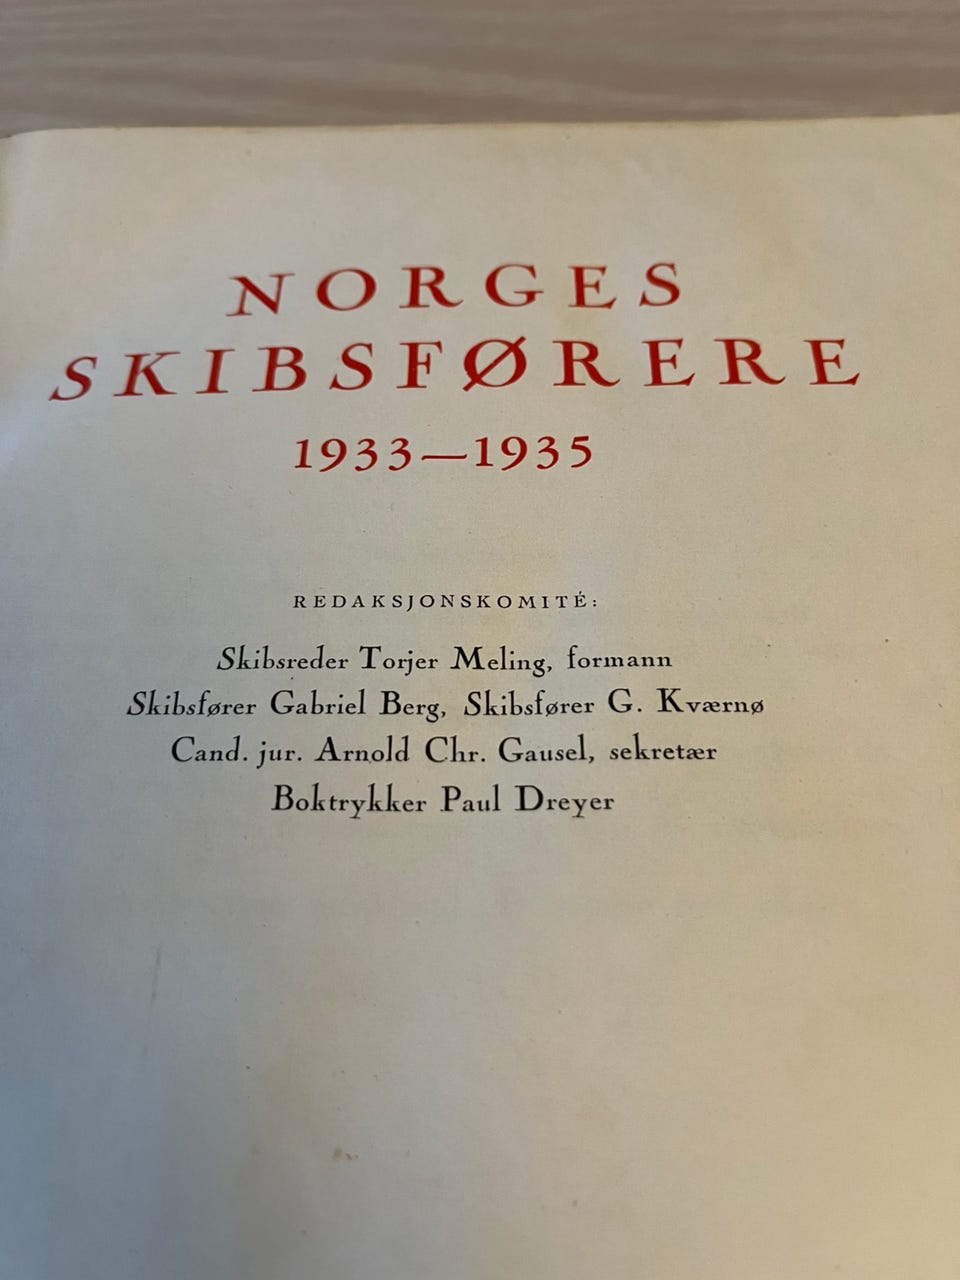 NORGES
SKIBSFØRERE
1933—1935
REDAKSJONSKOMITÉ:
Skibsreder Torjer Meling, formann
Skibsfører Gabriel Berg, Skibsfører G. Kværnø
Cand. jur. Arnold Chr. Gausel, sekretær
Boktrykker Paul Dreyer